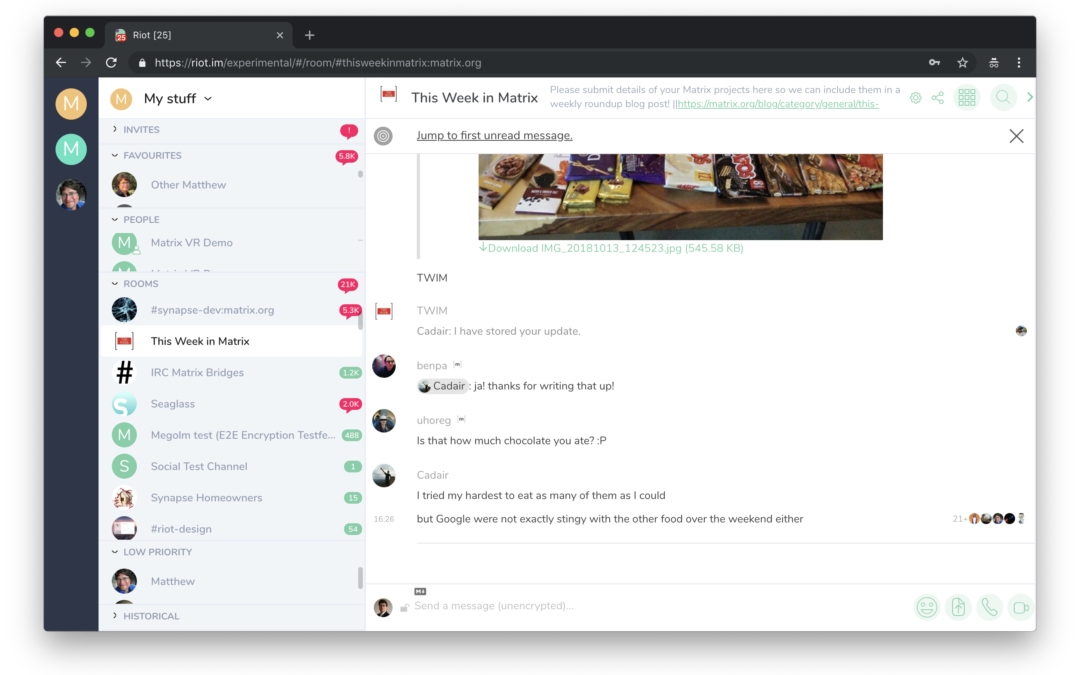 Riot [25]
https://riot.im/experimental/#/room/#thisweekinmatrix:matrix.org
M
M
M
My stuff
INVITES
!
FAVOURITES
5.8K
Other Matthew
PEOPLE
M
Matrix VR Demo
ROOMS
21K
#synapse-dev:matrix.org
5.3K
This Week in Matrix
#
IRC Matrix Bridges
1.2K
Seaglass
2.0K
M
Megolm test (E2E Encryption Testfe...
488
S
Social Test Channel
1
Synapse Homeowners
15
#riot-design
54
LOW PRIORITY
Matthew
HISTORICAL
This Week in Matrix
Please submit details of your Matrix projects here so we can include them in a
weekly roundup blog post! ||https://matrix.org/blog/category/general/this-
Jump to first unread message.
Download IMG_20181013_124523.jpg (545.58 KB)
TWIM
TWIM
Cadair: I have stored your update.
benpa
Cadair : ja! thanks for writing that up!
uhoreg
Is that how much chocolate you ate? :P
Cadair
I tried my hardest to eat as many of them as I could
16:26
but Google were not exactly stingy with the other food over the weekend either
21+
M
Send a message (unencrypted)...